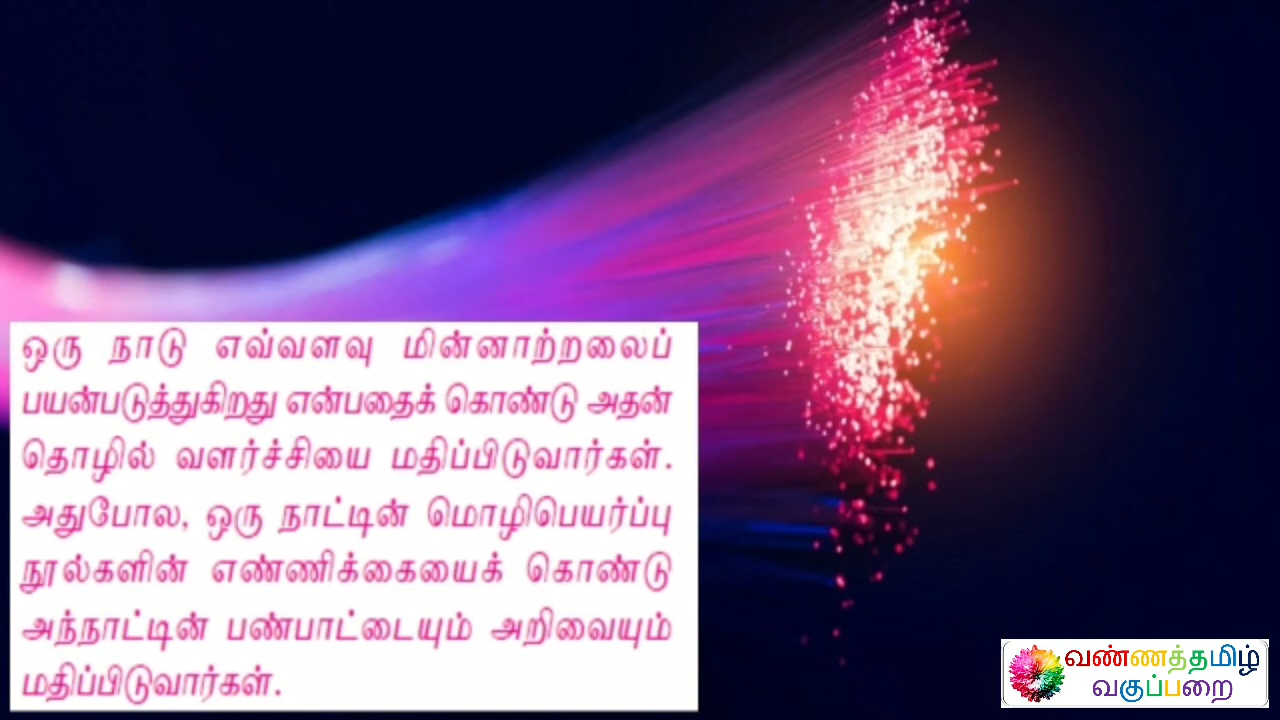 ஒரு நாடு எவ்வளவு மின்னாற்றலைப்
பயன்படுத்துகிறது என்பதைக் கொண்டு அதன்
தொழில் வளர்ச்சியை மதிப்பிடுவார்கள்.
அதுபோல, ஒரு நாட்டின் மொழிபெயர்ப்பு
நூல்களின் எண்ணிக்கையைக் கொண்டு
அந்நாட்டின் பண்பாட்டையும் அறிவையும்
மதிப்பிடுவார்கள்.
வண்ணத்தமிழ்
வகுப்பறை